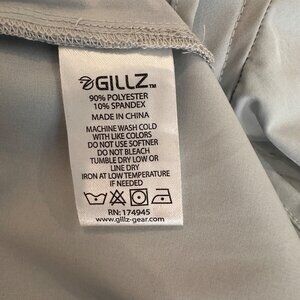 GILLZ™
90% POLYESTER
10% SPANDEX
MADE IN CHINA
MACHINE WASH COLD
WITH LIKE COLORS
DO NOT USE SOFTNER
DO NOT BLEACH
TUMBLE DRY LOW OR
LINE DRY
IRON AT LOW TEMPERATURE
IF NEEDED
RN: 174945
www.gillz-gear.com